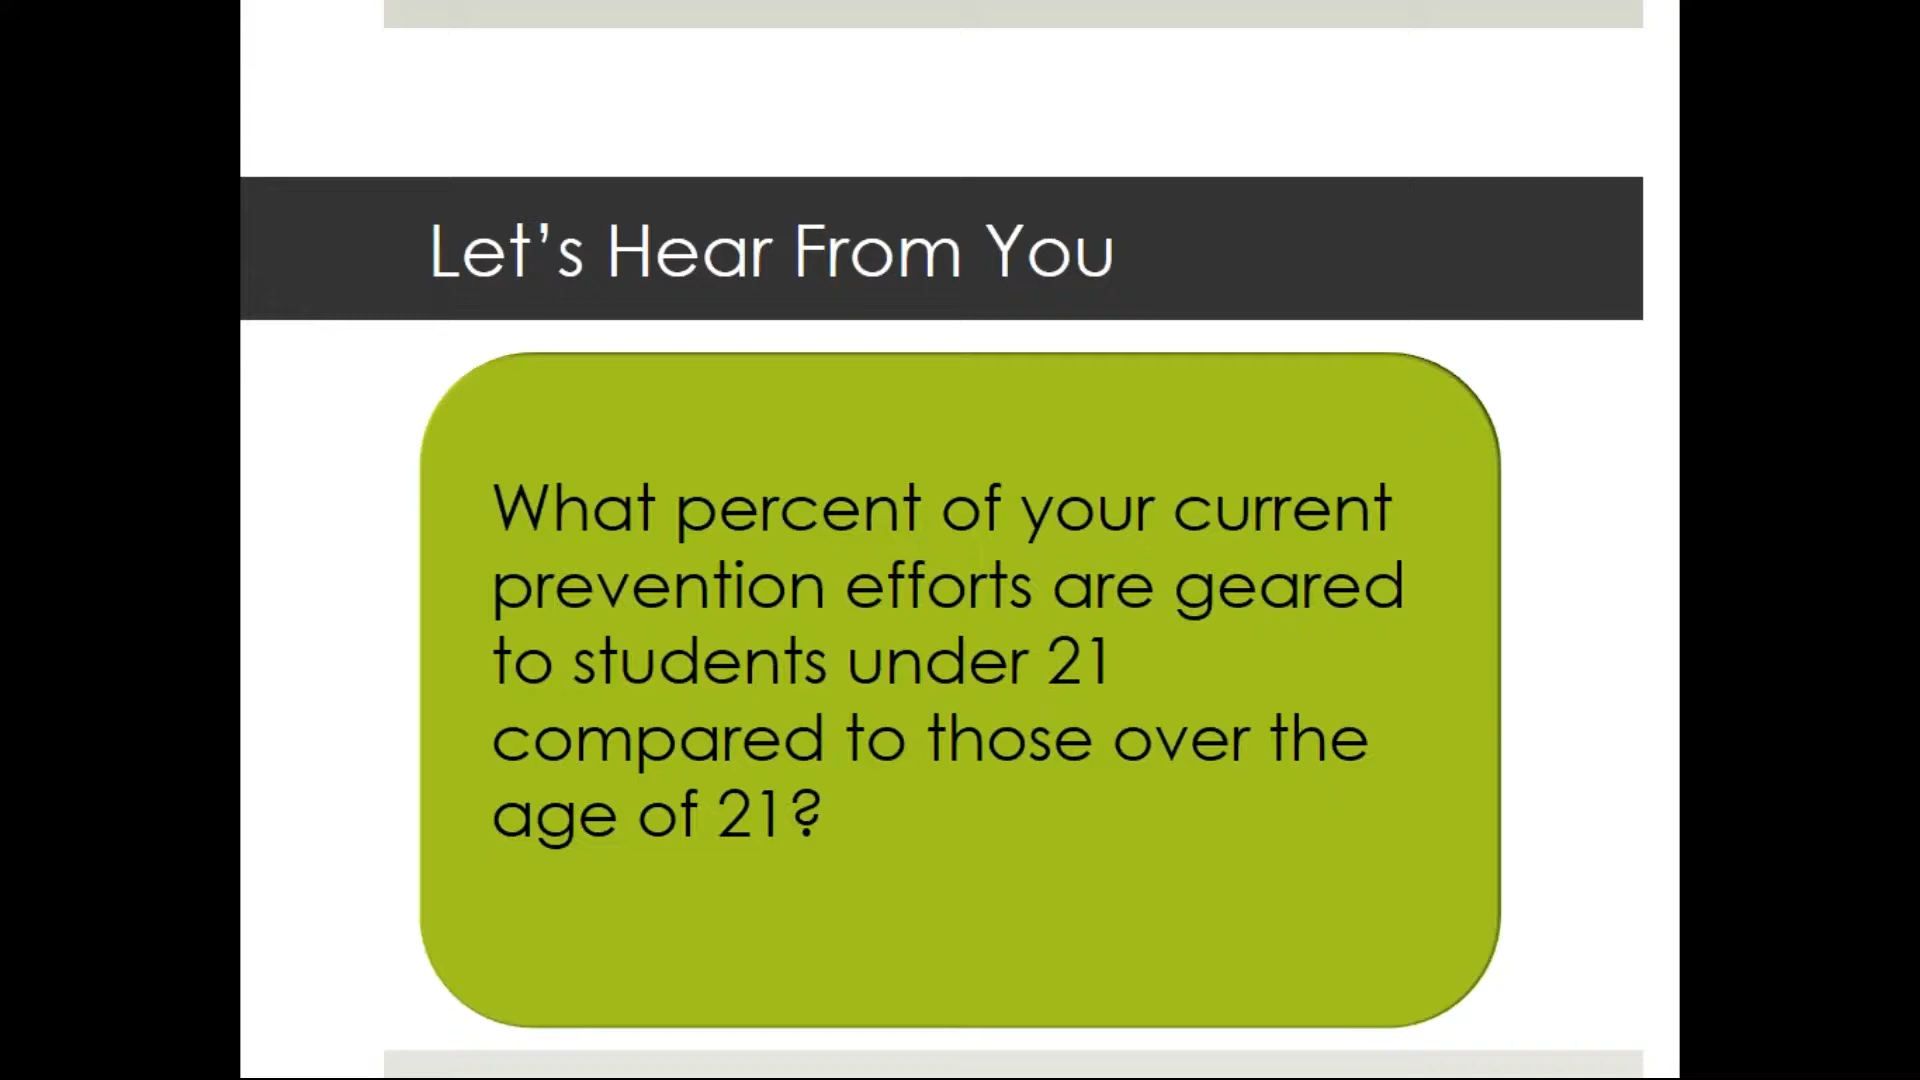 Let’s Hear From You
What percent of your current
prevention efforts are geared
to students under 21
compared to those over the
age of 21?